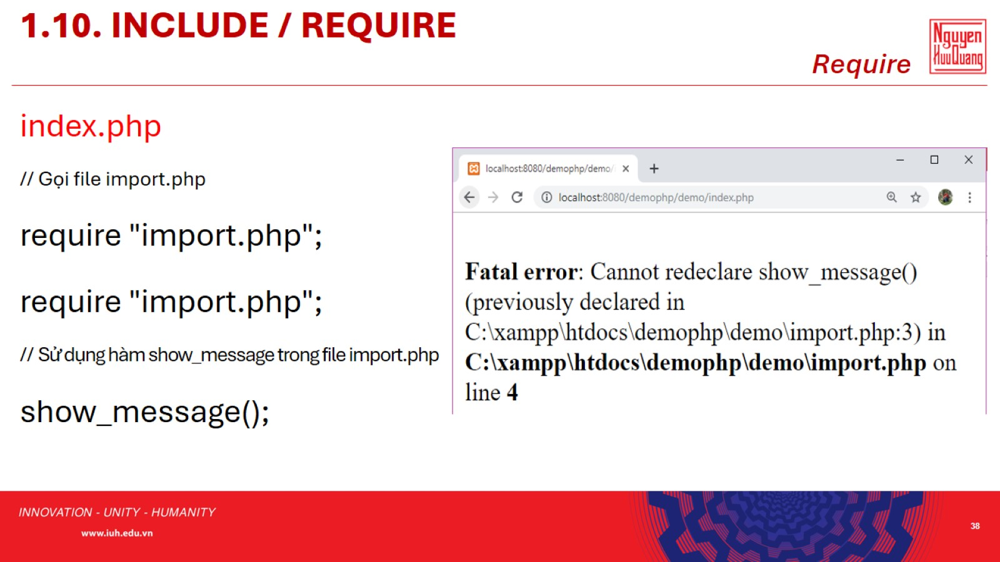 1.10. INCLUDE / REQUIRE
Require
Nguyen
HuuQuang
index.php
// Gọi file import.php
require "import.php";
require "import.php";
// Sử dụng hàm show_message trong file import.php
show_message();
localhost:8080/demophp/demo/
localhost:8080/demophp/demo/index.php
Fatal error: Cannot redeclare show_message()
(previously declared in
C:\xampp\htdocs\demophp\demo\import.php:3) in
C:\xampp\htdocs\demophp\demo\import.php on
line 4
INNOVATION - UNITY - HUMANITY
www.iuh.edu.vn
38